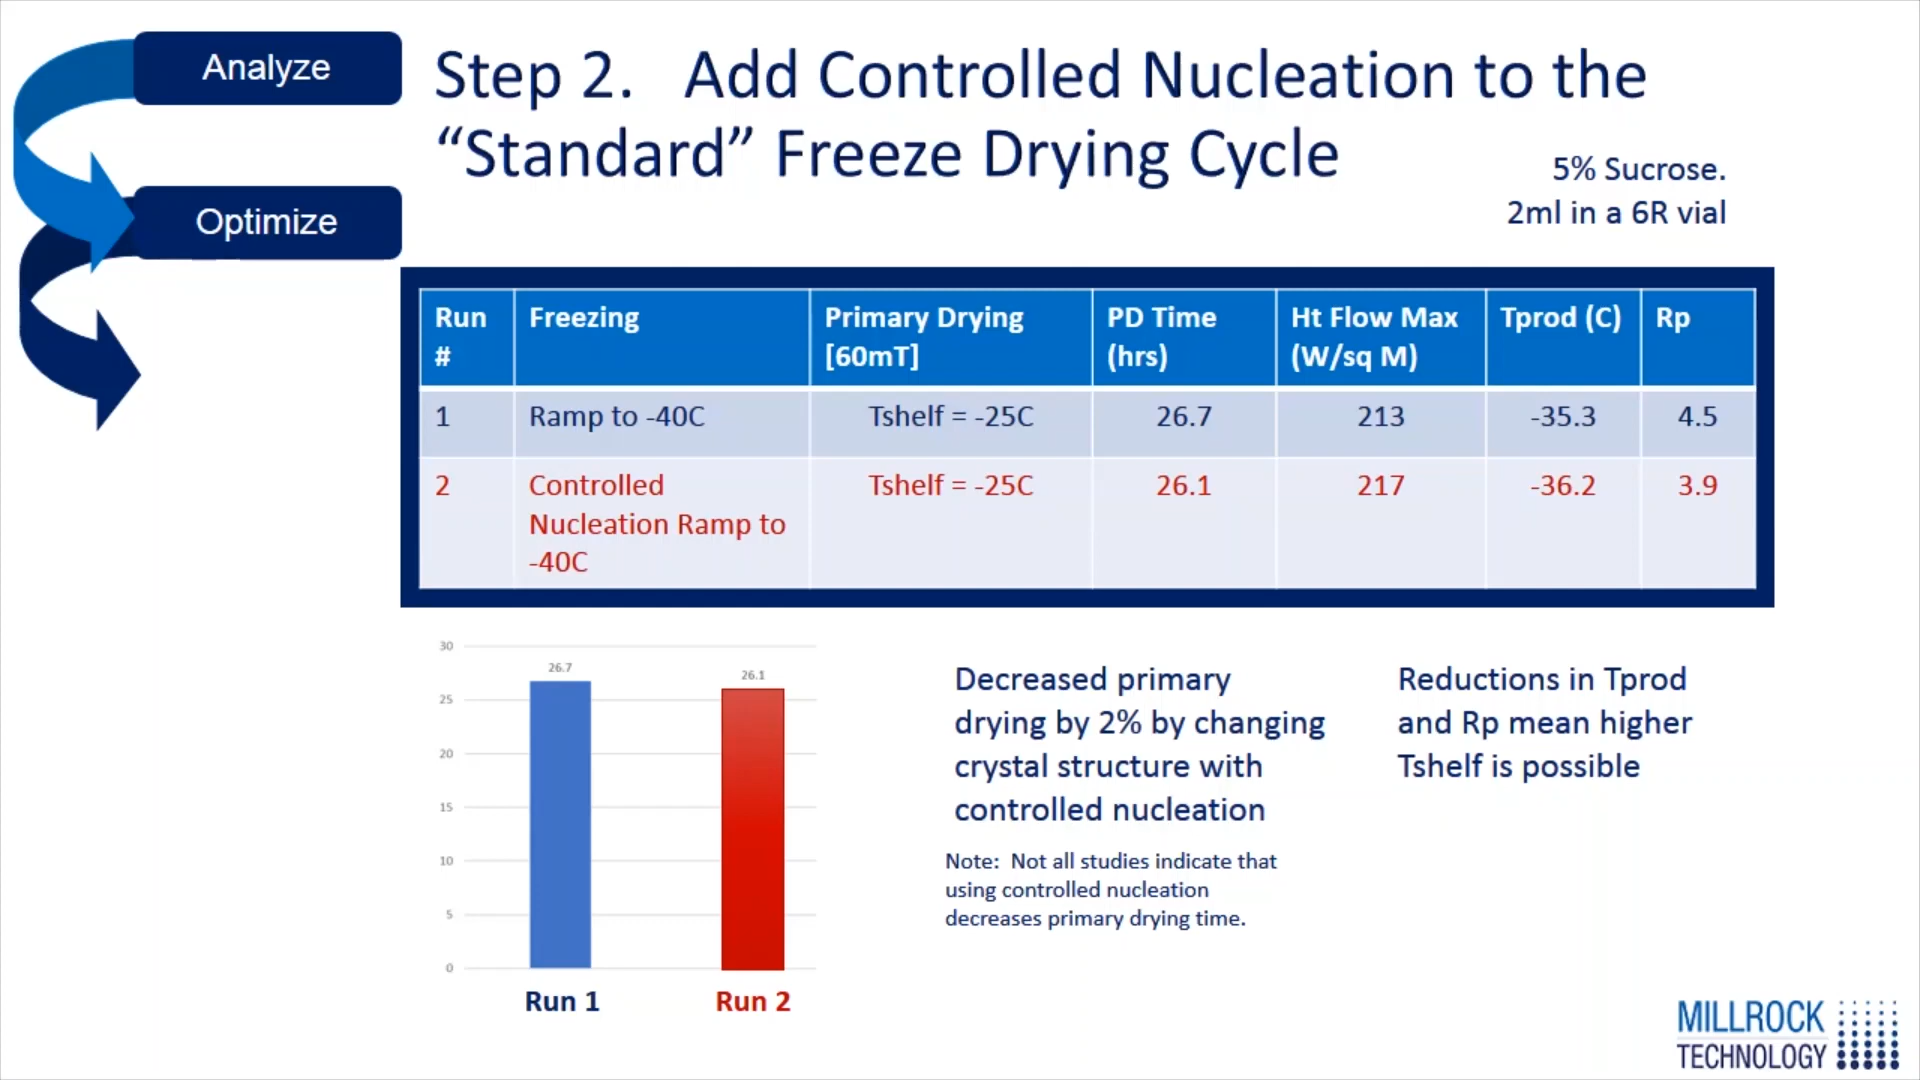 Analyze
Optimize
Step 2.   Add Controlled Nucleation to the
“Standard” Freeze Drying Cycle
5% Sucrose.
2ml in a 6R vial
Run # Freezing Primary Drying [60mT] PD Time (hrs) Ht Flow Max (W/sq M) Tprod (C) Rp
1 Ramp to -40C Tshelf = -25C 26.7 213 -35.3 4.5
2 Controlled Nucleation Ramp to -40C Tshelf = -25C 26.1 217 -36.2 3.9
30
25
20
15
10
5
0
26.7
26.1
Run 1
Run 2
Decreased primary
drying by 2% by changing
crystal structure with
controlled nucleation
Note:  Not all studies indicate that
using controlled nucleation
decreases primary drying time.
Reductions in Tprod
and Rp mean higher
Tshelf is possible
MILLROCK
TECHNOLOGY